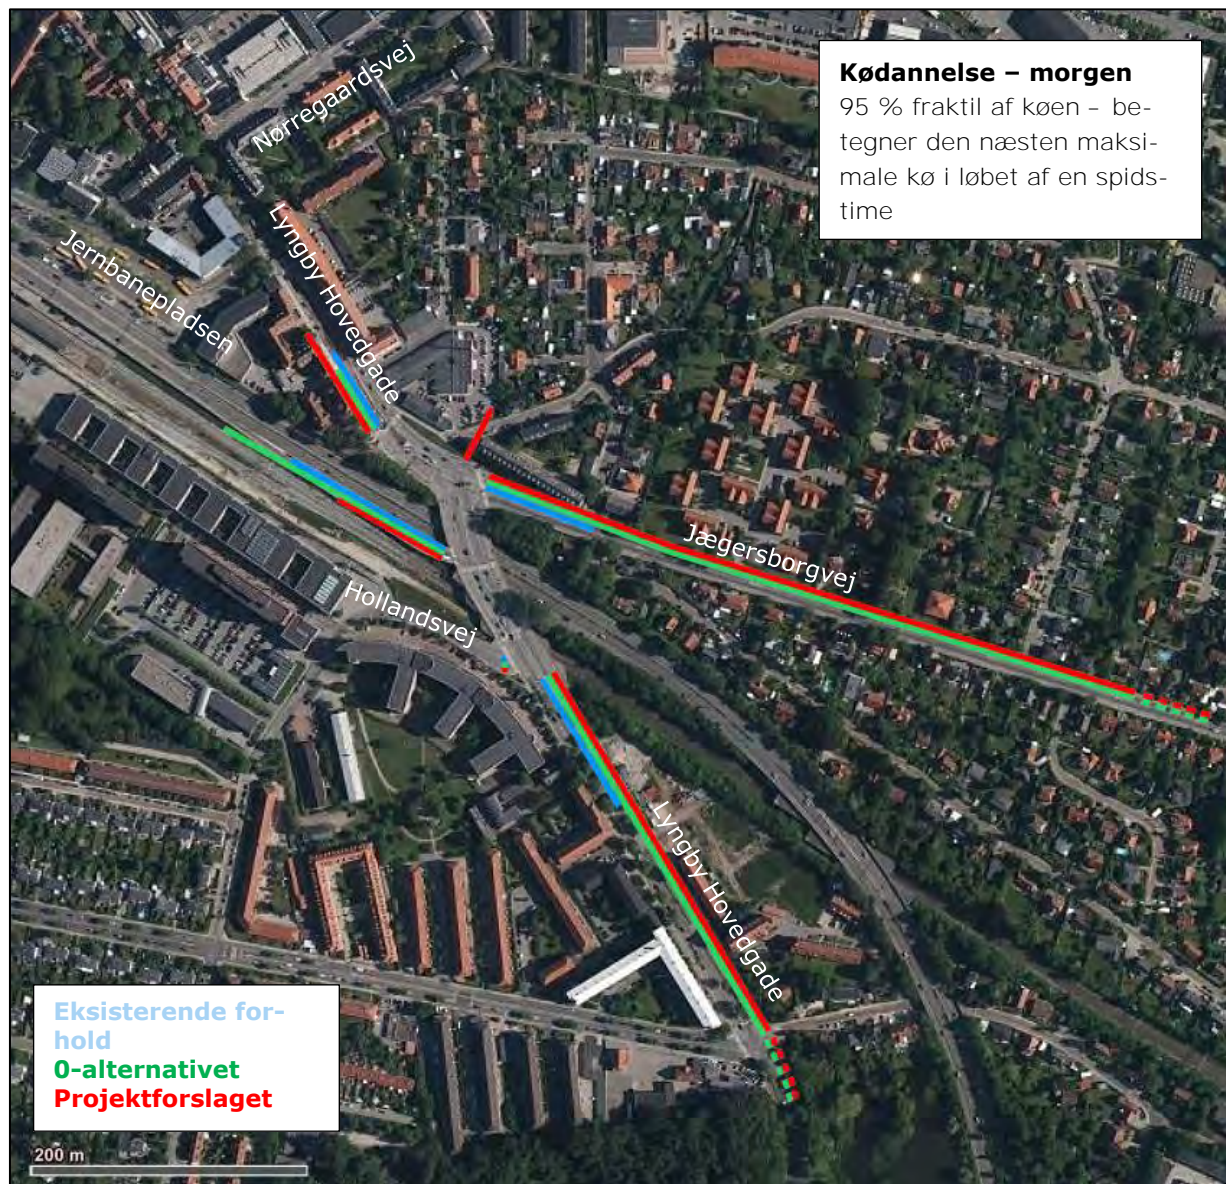 Kødannelse – morgen
95 % fraktil af køen – be-
tegner den næsten maksi-
male kø i løbet af en spids-
time
Nørregaardsvej
Lyngby Hovedgade
Jernbanepladsen
Jægersborgvej
Hollandsvej
Lyngby Hovedgade
Eksisterende for-
hold
0-alternativet
Projektforslaget
200 m